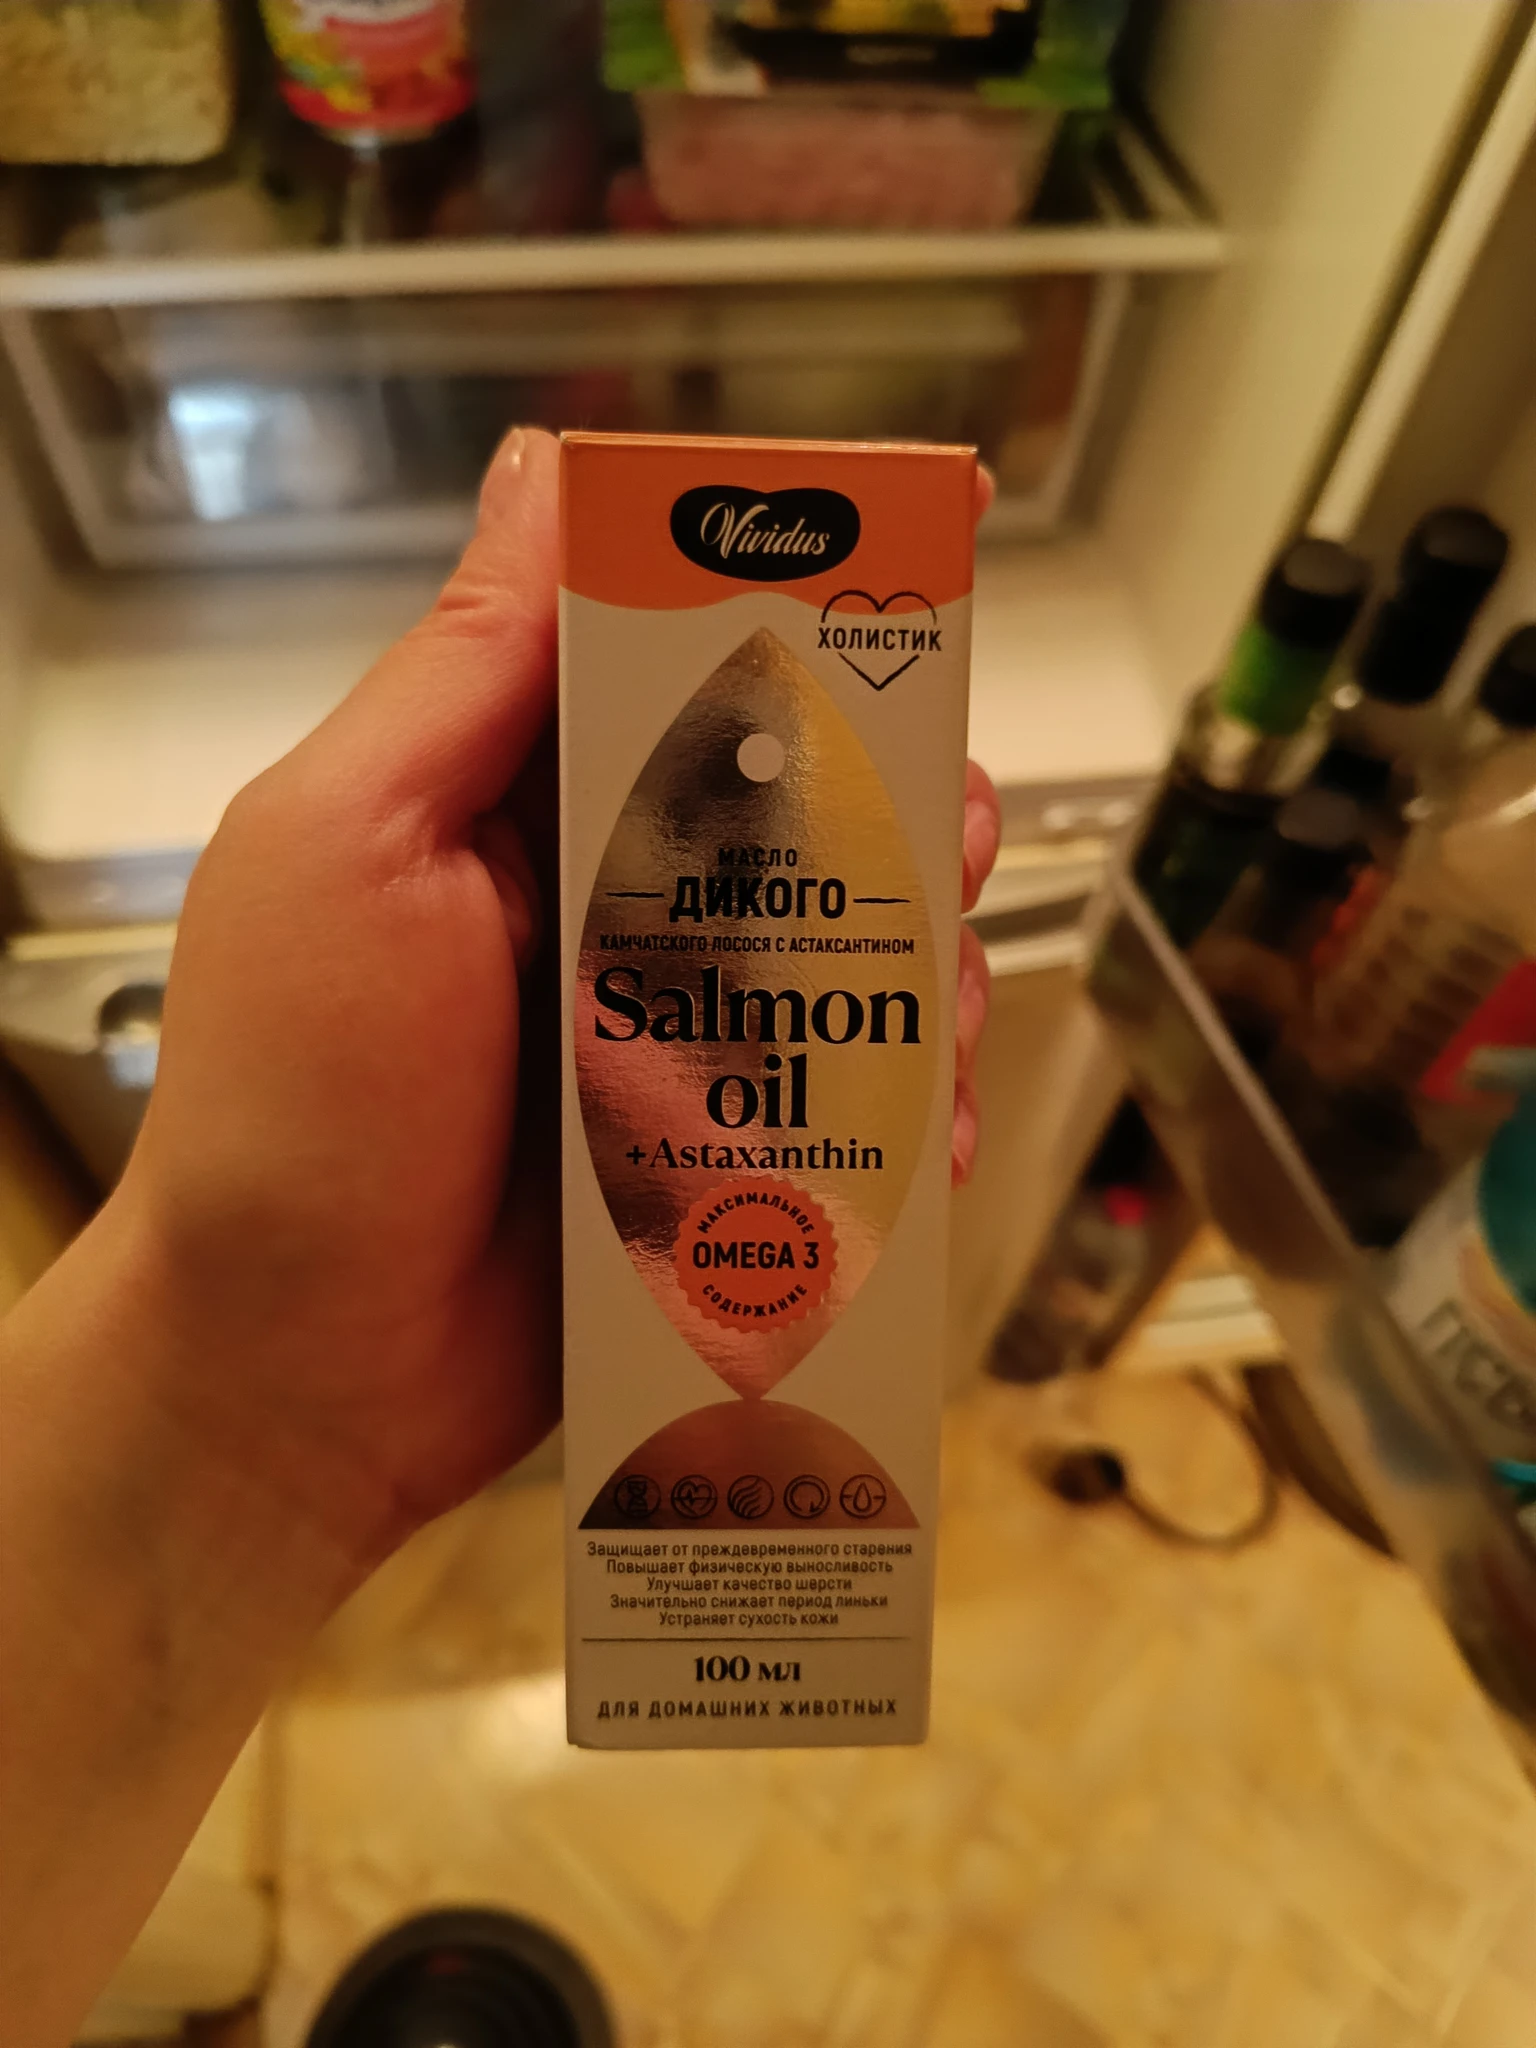 Vividus
ХОЛИСТИК
МАСЛО
ДИКОГО
КАМЧАТСКОГО ЛОСОСЯ С АСТАКСАНТИНОМ
Salmon
oil
+Astaxanthin
МАКСИМАЛЬНОЕ
OMEGA 3
СОДЕРЖАНИЕ
Защищает от преждевременного старения
Повышает физическую выносливость
Улучшает качество шерсти
Значительно снижает период линьки
Устраняет сухость кожи
100 мл
ДЛЯ ДОМАШНИХ ЖИВОТНЫХ